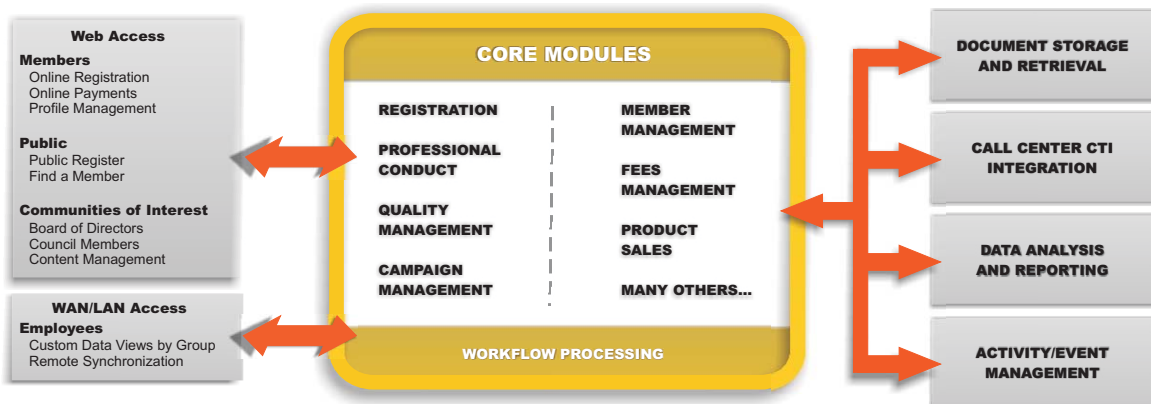 Web Access
Members
Online Registration
Online Payments
Profile Management
Public
Public Register
Find a Member
Communities of Interest
Board of Directors
Council Members
Content Management
WAN/LAN Access
Employees
Custom Data Views by Group
Remote Synchronization
CORE MODULES
REGISTRATION
PROFESSIONAL
CONDUCT
QUALITY
MANAGEMENT
CAMPAIGN
MANAGEMENT
MEMBER
MANAGEMENT
FEES
MANAGEMENT
PRODUCT
SALES
MANY OTHERS...
WORKFLOW PROCESSING
DOCUMENT STORAGE
AND RETRIEVAL
CALL CENTER CTI
INTEGRATION
DATA ANALYSIS
AND REPORTING
ACTIVITY/EVENT
MANAGEMENT